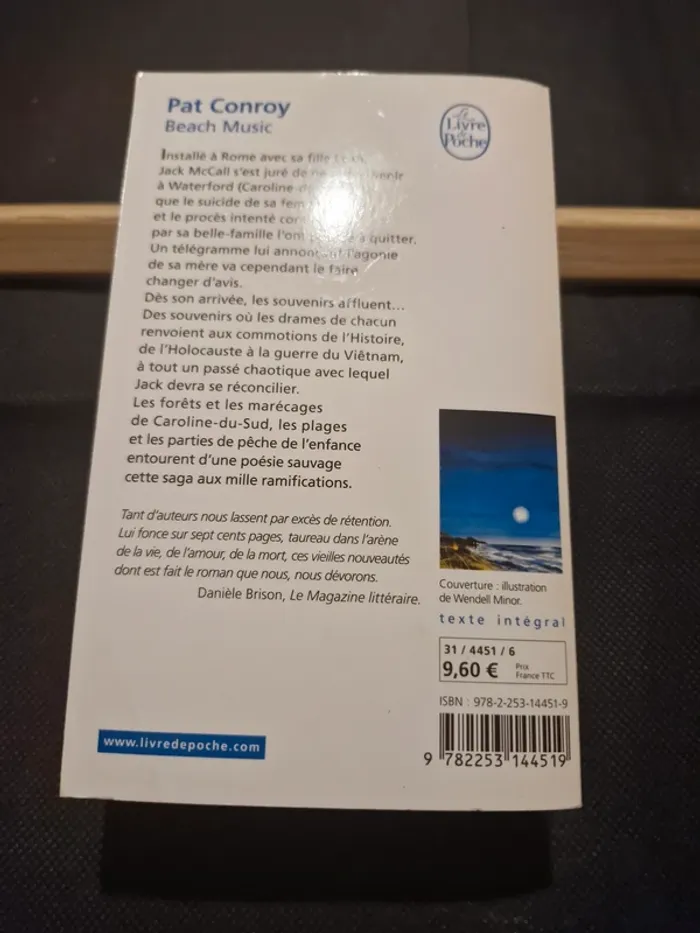 Pat Conroy
Beach Music
Le
Livre
de
Poche
Installé à Rome avec sa fille
Jack McCall s'est juré de ne
à Waterford (Caroline
que le suicide de sa
et le procès intenté
par sa belle-famille l'ont à quitter.
Un télégramme lui annonçant l'agonie
de sa mère va cependant le faire
changer d'avis.
Dès son arrivée, les souvenirs affluent...
Des souvenirs où les drames de chacun
renvoient aux commotions de l'Histoire,
de l'Holocauste à la guerre du Viêtnam,
à tout un passé chaotique avec lequel
Jack devra se réconcilier.
Les forêts et les marécages
de Caroline-du-Sud, les plages
et les parties de pêche de l'enfance
entourent d'une poésie sauvage
cette saga aux mille ramifications.
Tant d'auteurs nous lassent par excès de rétention.
Lui fonce sur sept cents pages, taureau dans l'arène
de la vie, de l'amour, de la mort, ces vieilles nouveautés
dont est fait le roman que nous, nous dévorons.
Danièle Brison, Le Magazine littéraire.
Couverture : illustration
de Wendell Minor.
texte intégral
31 / 4451 / 6
9,60 € Prix
France TTC
ISBN : 978-2-253-14451-9
9 782253 144519
www.livredepoche.com